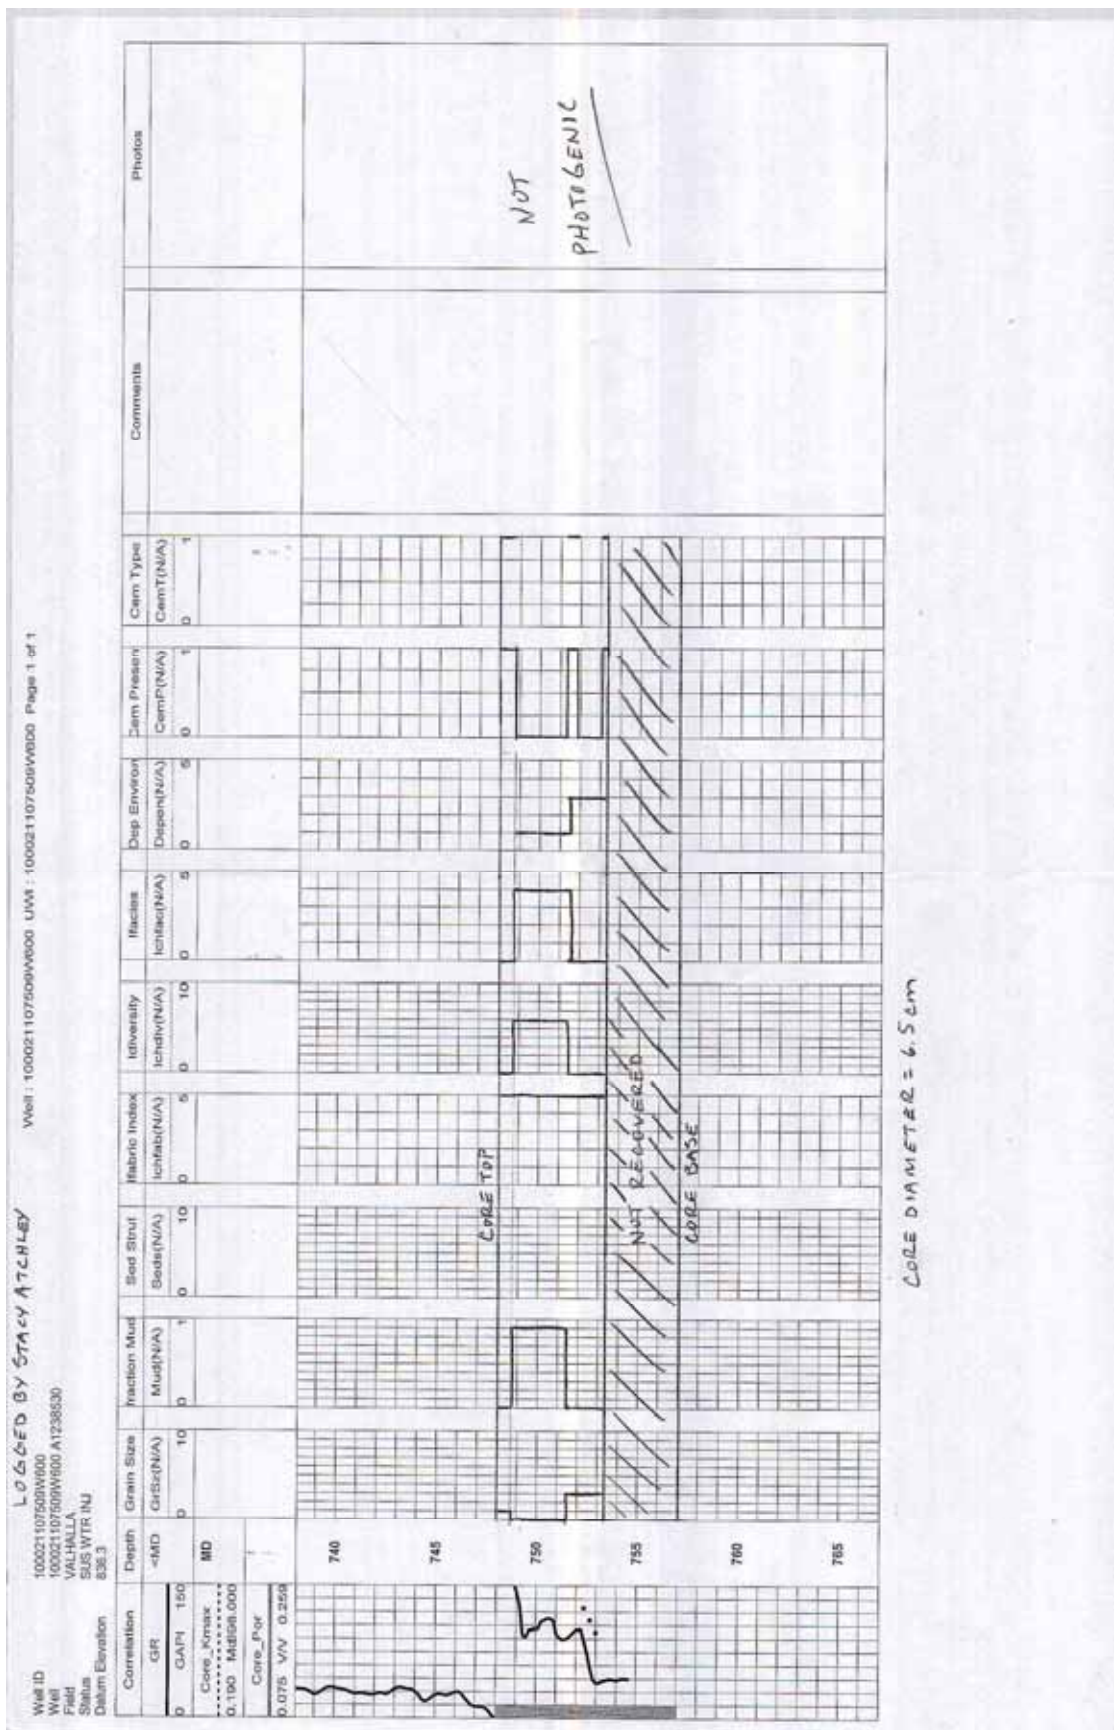 LOGGED BY STACY ATCHLEY
Well : 100021107509W600 UWI : 100021107509W600 Page 1 of 1
Well ID 100021107509W600
Well 100021107509W600 A1238530
Field VALHALLA
Status SUS WTR INJ
Datum Elevation 836.3
Correlation Depth Grain Size fraction Mud Sed Strut Ifabric Index Idiversity Ifacies Dep Environ Cem Presen Cem Type Comments Photos
GR <MD GrSz(N/A) Mud(N/A) Seds(N/A) Ichfab(N/A) Ichdiv(N/A) Ichfac(N/A) Depen(N/A) CemP(N/A) CemT(N/A)
0 GAPI 150 0 10 0 1 0 10 0 5 0 10 0 5 0 5 0 1 0 1
Core_Kmax MD
0.100
Core_Por
0.075 V/V 0.259
740
745
CORE TOP
750
NOT
PHOTOGENIC
755
NOT RECOVERED
CORE BASE
760
765
CORE DIAMETER = 6.5 cm